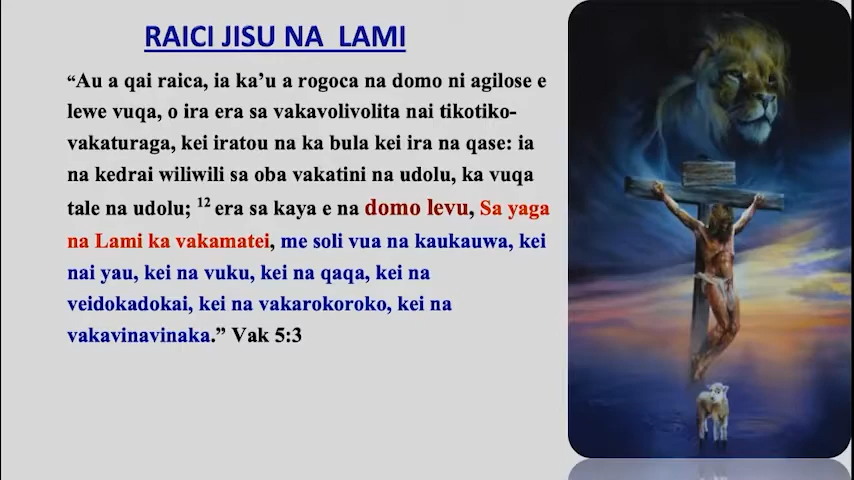 RAICI JISU NA  LAMI
“Au a qai raica, ia ka’u a rogoca na domo ni agilose e
lewe vuqa, o ira era sa vakavolivolita nai tikotiko-
vakaturaga, kei iratou na ka bula kei ira na qase: ia
na kedrai wiliwili sa oba vakatini na udolu, ka vuqa
tale na udolu; 12 era sa kaya e na domo levu, Sa yaga
na Lami ka vakamatei, me soli vua na kaukauwa, kei
nai yau, kei na vuku, kei na qaqa, kei na
veidokadokai, kei na vakarokoroko, kei na
vakavinavinaka.” Vak 5:3